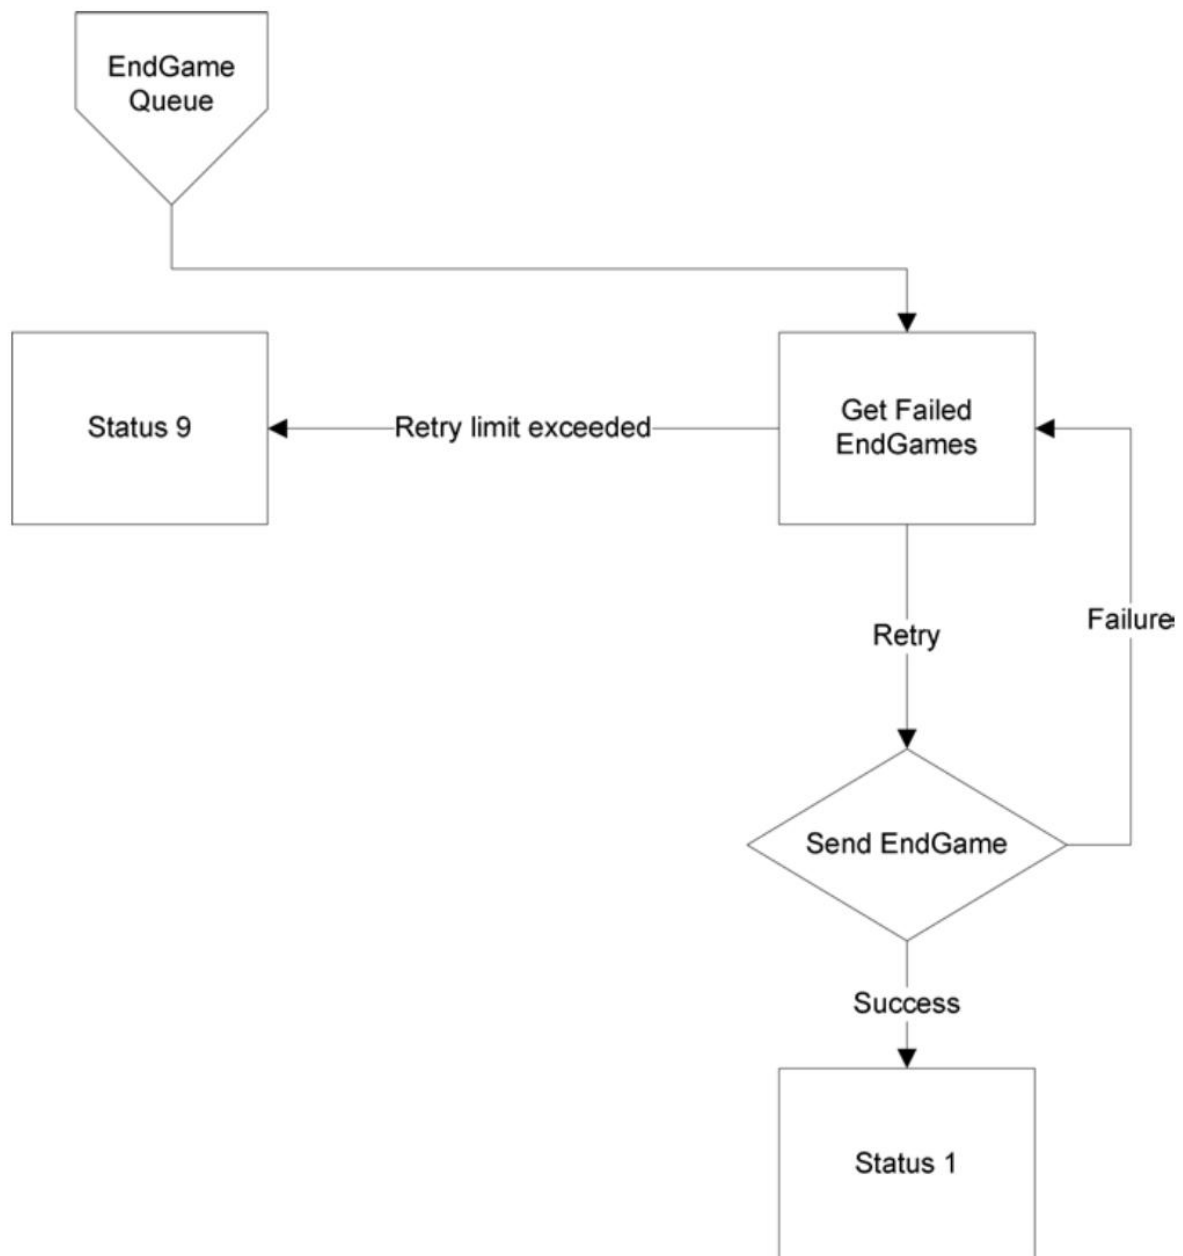 EndGame
Queue
Status 9
Retry limit exceeded
Get Failed
EndGames
Retry
Failure
Send EndGame
Success
Status 1